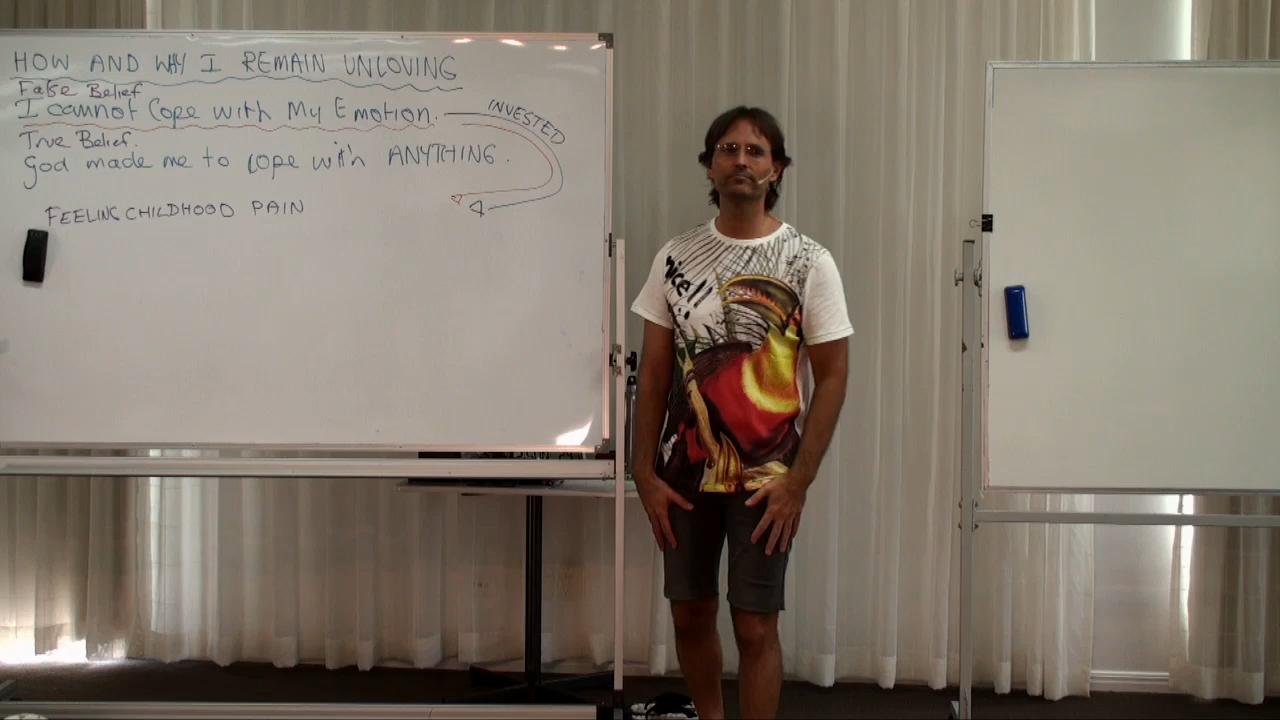 HOW AND WHY I REMAIN UNLOVING
False Belief
I cannot Cope with My Emotion.
INVESTED
True Belief.
God made me to cope with ANYTHING.
FEELING CHILDHOOD PAIN
nice!!